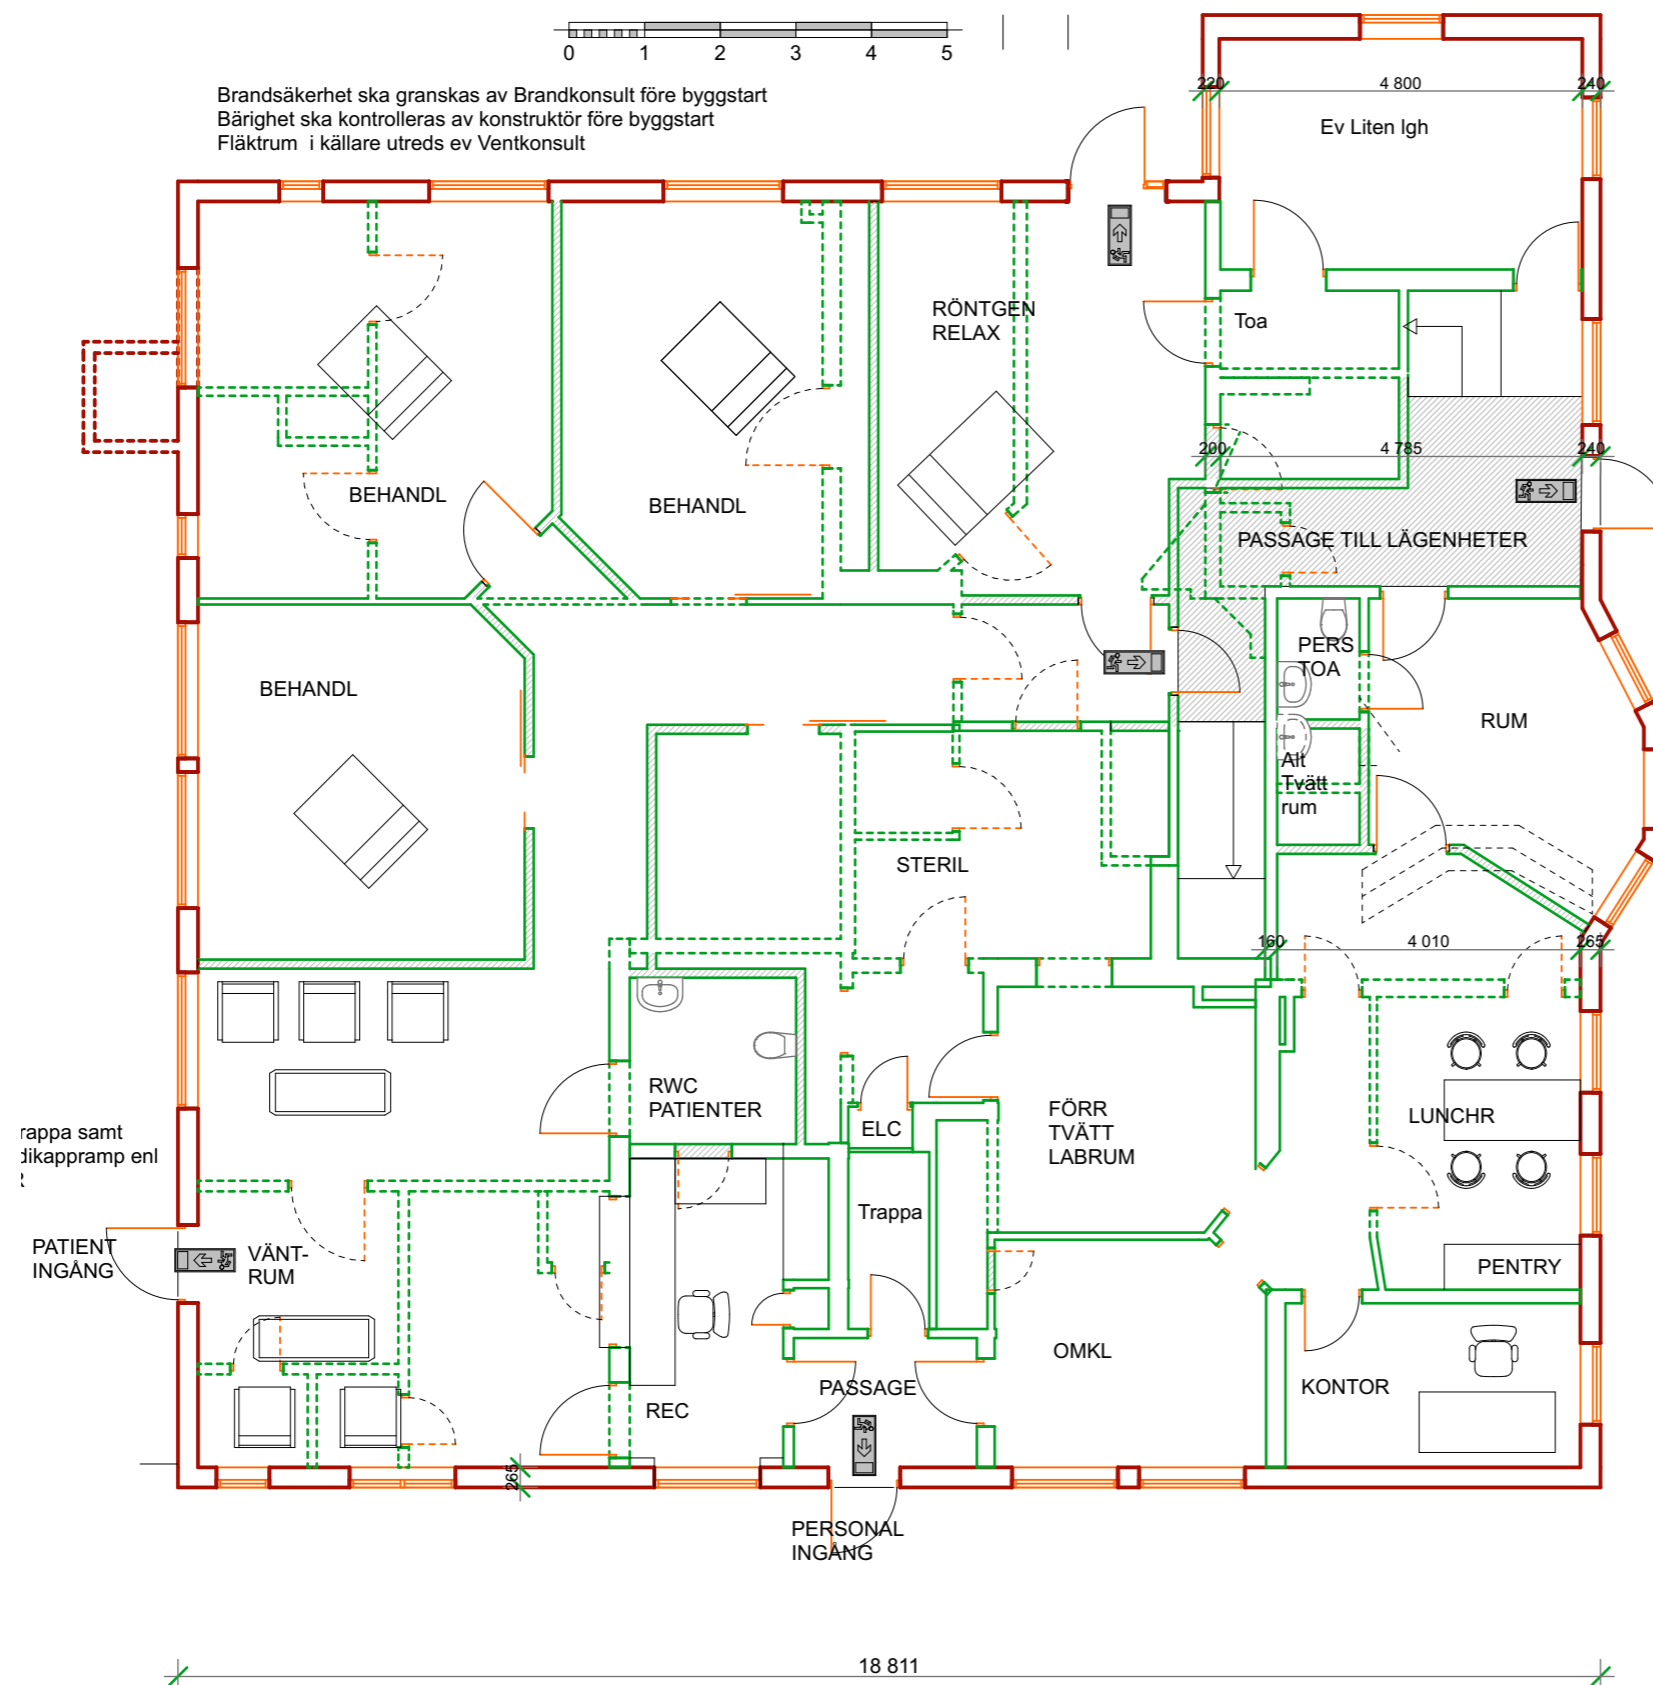 0 1 2 3 4 5
Brandsäkerhet ska granskas av Brandkonsult före byggstart
Bärighet ska kontrolleras av konstruktör före byggstart
Fläktrum i källare utreds ev Ventkonsult
220 4 800 240
Ev Liten lgh
RÖNTGEN
RELAX
Toa
200 4 785 240
BEHANDL
BEHANDL
PASSAGE TILL LÄGENHETER
PERS
TOA
BEHANDL
RUM
Alt
Tvätt
rum
STERIL
160 4 010 265
RWC
PATIENTER
ELC
FÖRR
TVÄTT
LABRUM
LUNCHR
rappa samt
dikappramp enl
Trappa
PATIENT
INGÅNG
VÄNT-
RUM
PENTRY
OMKL
PASSAGE
KONTOR
REC
265
PERSONAL
INGÅNG
18 811